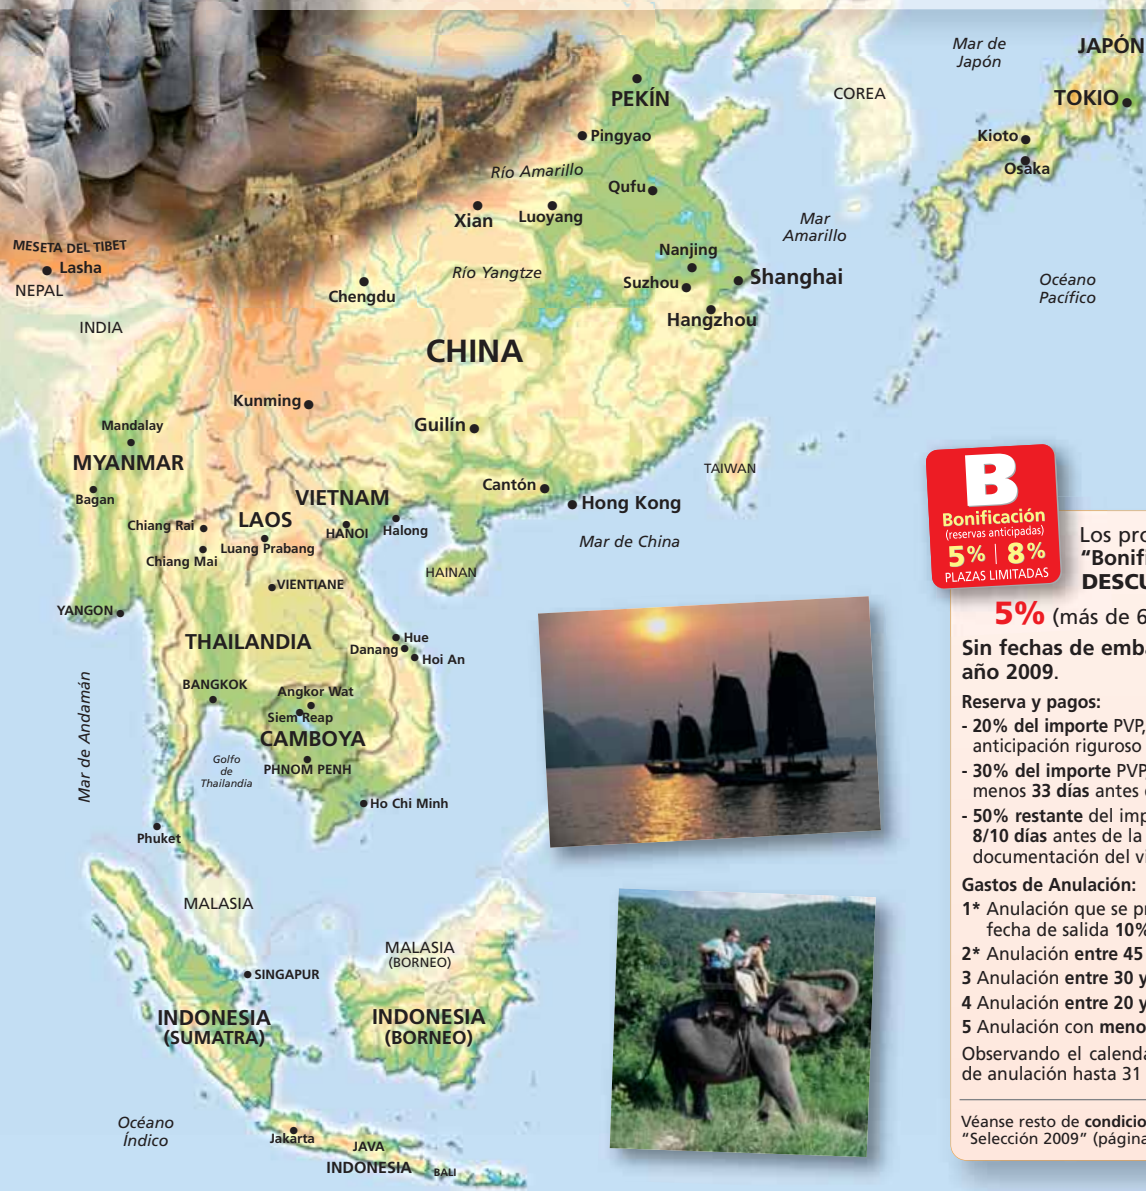 Mar de
Japón
JAPÓN
TOKIO
COREA
Kioto
Osaka
PEKÍN
Pingyao
Río Amarillo
Qufu
Xian
Luoyang
Mar
Amarillo
MESETA DEL TIBET
Lasha
NEPAL
INDIA
Nanjing
Río Yangtze
Suzhou
Shanghai
Chengdu
Hangzhou
Océano
Pacífico
CHINA
Kunming
Guilín
Mandalay
MYANMAR
Bagan
TAIWAN
Cantón
Hong Kong
VIETNAM
LAOS
Chiang Rai
HANOI
Halong
Luang Prabang
Chiang Mai
Mar de China
HAINAN
VIENTIANE
YANGON
THAILANDIA
Hue
Danang
Hoi An
BANGKOK
Angkor Wat
Siem Reap
CAMBOYA
Mar de Andamán
Golfo
de
Thailandia
PHNOM PENH
Ho Chi Minh
Phuket
MALASIA
MALASIA
(BORNEO)
SINGAPUR
INDONESIA
(SUMATRA)
INDONESIA
(BORNEO)
Océano
Índico
Jakarta
JAVA
INDONESIA
BALI
B
Bonificación
(reservas anticipadas)
5% | 8%
PLAZAS LIMITADAS
Los pro
“Bonifi
DESCU
5% (más de 6
Sin fechas de emba
año 2009.
Reserva y pagos:
- 20% del importe PVP,
anticipación riguroso
- 30% del importe PVP
menos 33 días antes
- 50% restante del imp
8/10 días antes de la
documentación del vi
Gastos de Anulación:
1* Anulación que se pr
fecha de salida 10%
2* Anulación entre 45
3 Anulación entre 30 y
4 Anulación entre 20 y
5 Anulación con meno
Observando el calenda
de anulación hasta 31
Véanse resto de condicio
“Selección 2009” (página